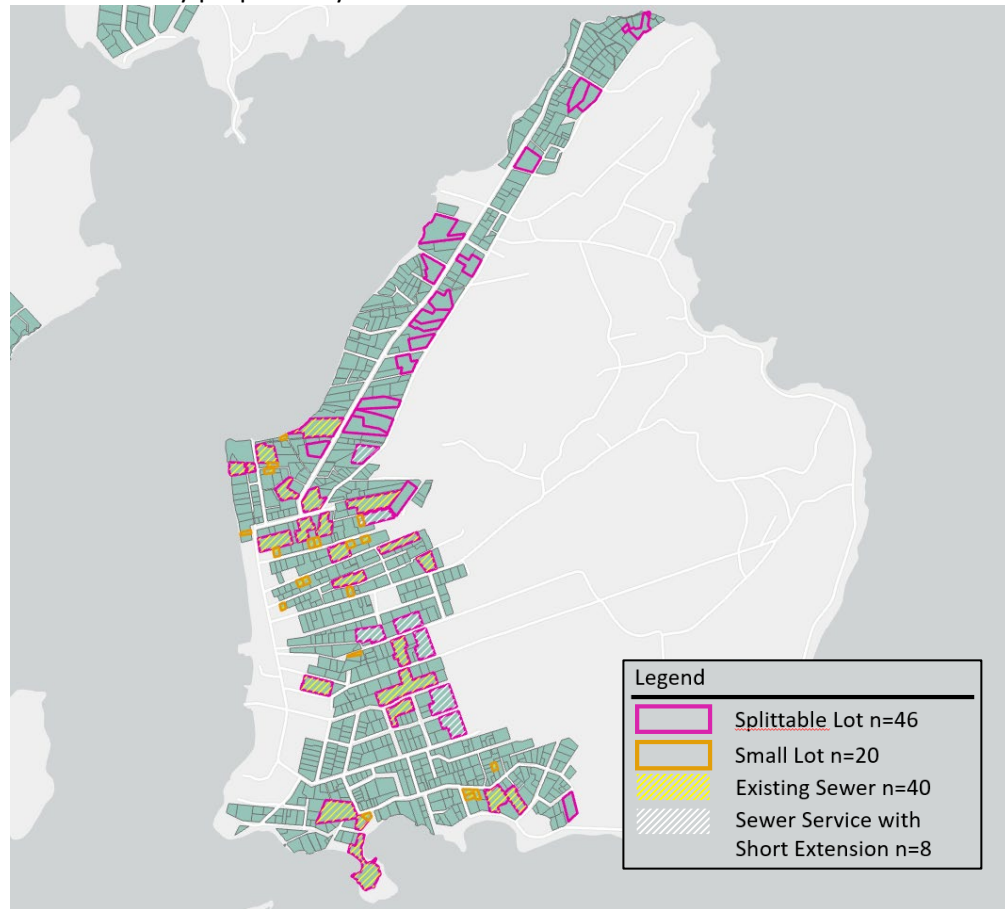 Legend
Splittable Lot n=46
Small Lot n=20
Existing Sewer n=40
Sewer Service with
Short Extension n=8